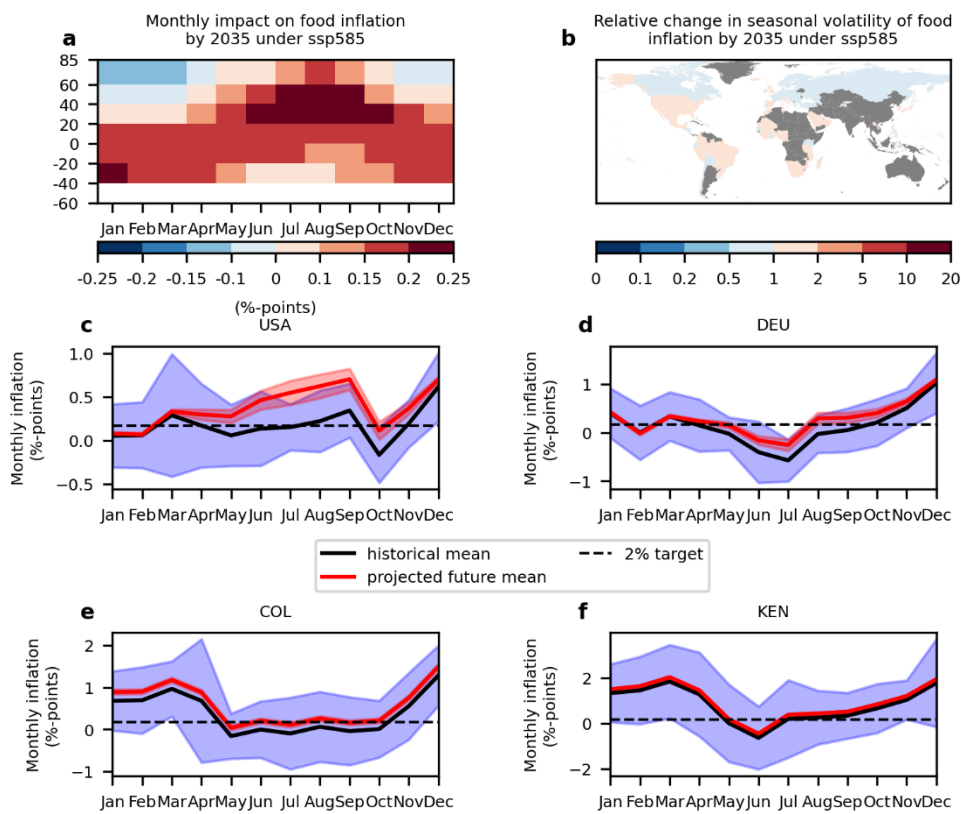 Monthly impact on food inflation
by 2035 under ssp585
a
85
60
40
20
0
-20
-40
-60
Jan Feb Mar Apr May Jun Jul Aug Sep Oct Nov Dec
-0.25 -0.2 -0.15 -0.1 0 0.1 0.15 0.2 0.25
(%-points)
Relative change in seasonal volatility of food
inflation by 2035 under ssp585
b
0 0.1 0.2 0.5 1 2 5 10 20
c
USA
Monthly inflation
(%-points)
1.0
0.5
0.0
−0.5
Jan Feb Mar Apr May Jun Jul Aug Sep Oct Nov Dec
d
DEU
Monthly inflation
(%-points)
1
0
−1
Jan Feb Mar Apr May Jun Jul Aug Sep Oct Nov Dec
historical mean
projected future mean
2% target
e
COL
Monthly inflation
(%-points)
2
1
0
−1
Jan Feb Mar Apr May Jun Jul Aug Sep Oct Nov Dec
f
KEN
Monthly inflation
(%-points)
2
0
−2
Jan Feb Mar Apr May Jun Jul Aug Sep Oct Nov Dec